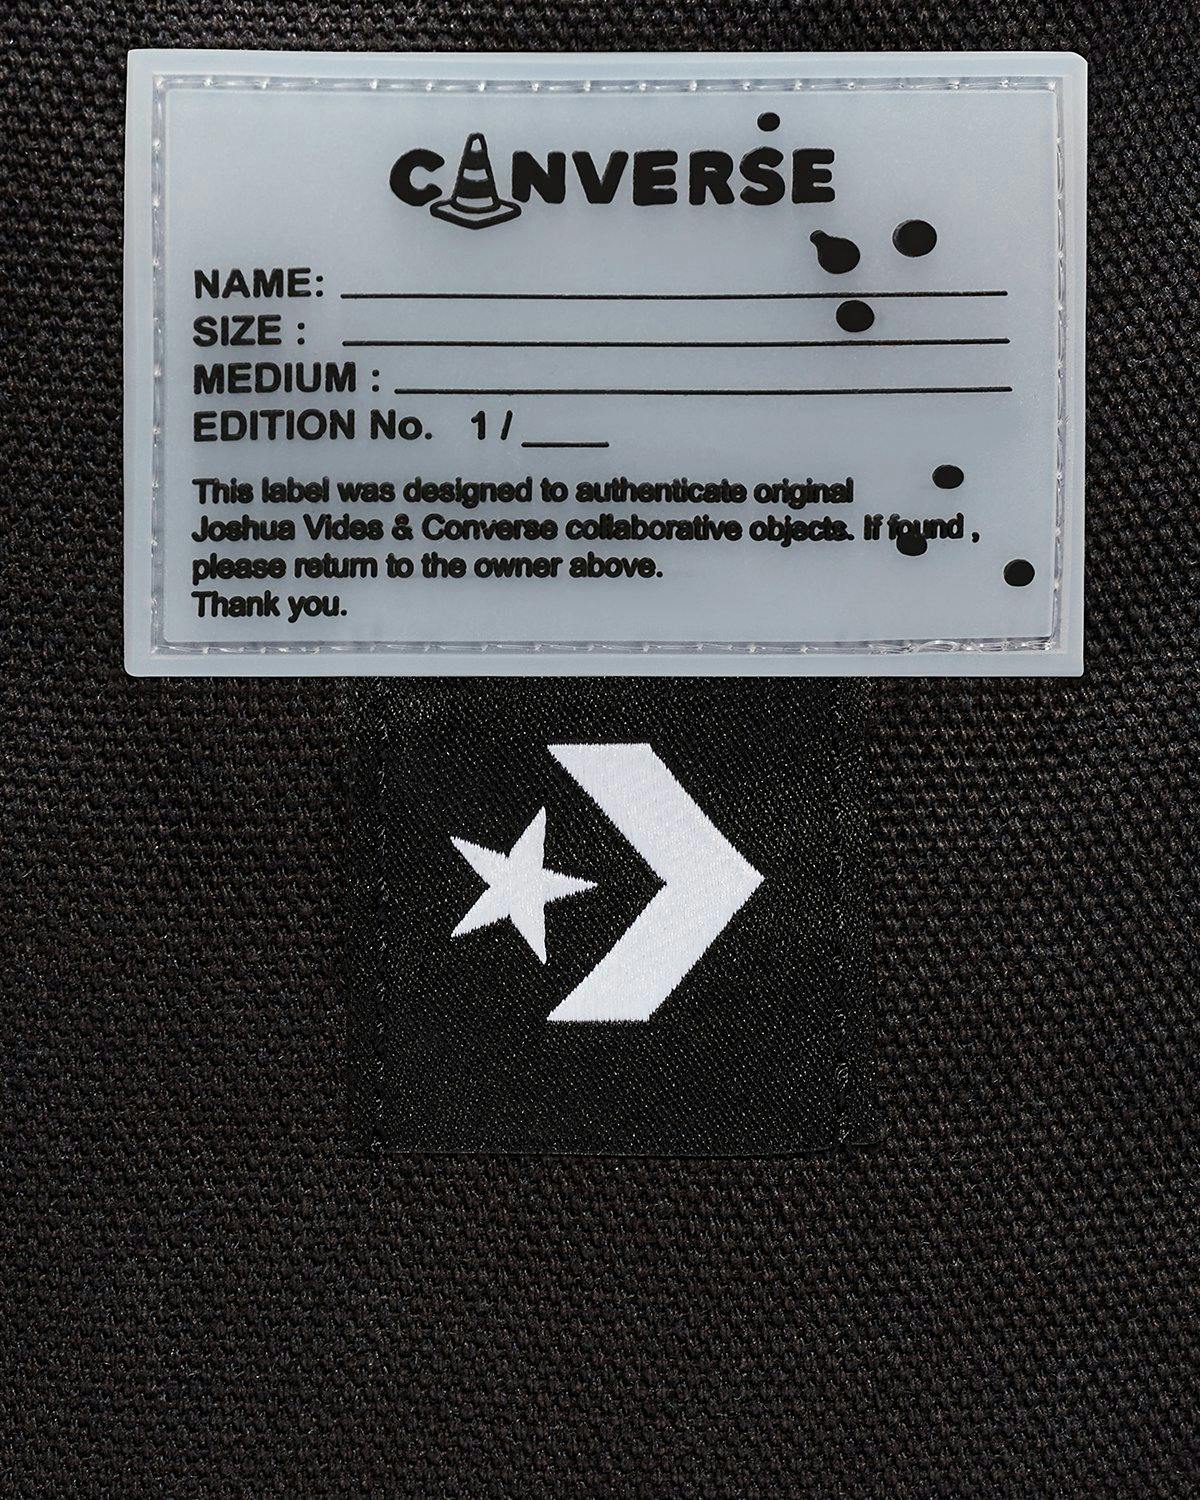 CONVERSE
NAME:
SIZE :
MEDIUM :
EDITION No. 1 /
This label was designed to authenticate original
Joshua Vides & Converse collaborative objects. If found ,
please return to the owner above.
Thank you.